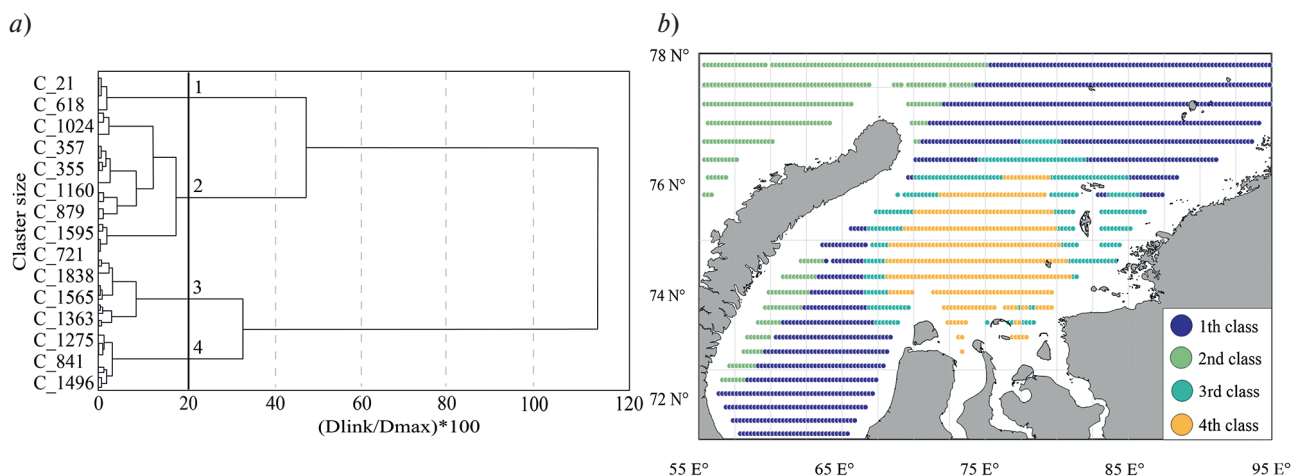 a)
Claster size
C_21
C_618
C_1024
C_357
C_355
C_1160
C_879
C_1595
C_721
C_1838
C_1565
C_1363
C_1275
C_841
C_1496
1
2
3
4
0 20 40 60 80 100 120
(Dlink/Dmax)*100
b)
78 N°
76 N°
74 N°
72 N°
1th class
2nd class
3rd class
4th class
55 E° 65 E° 75 E° 85 E° 95 E°